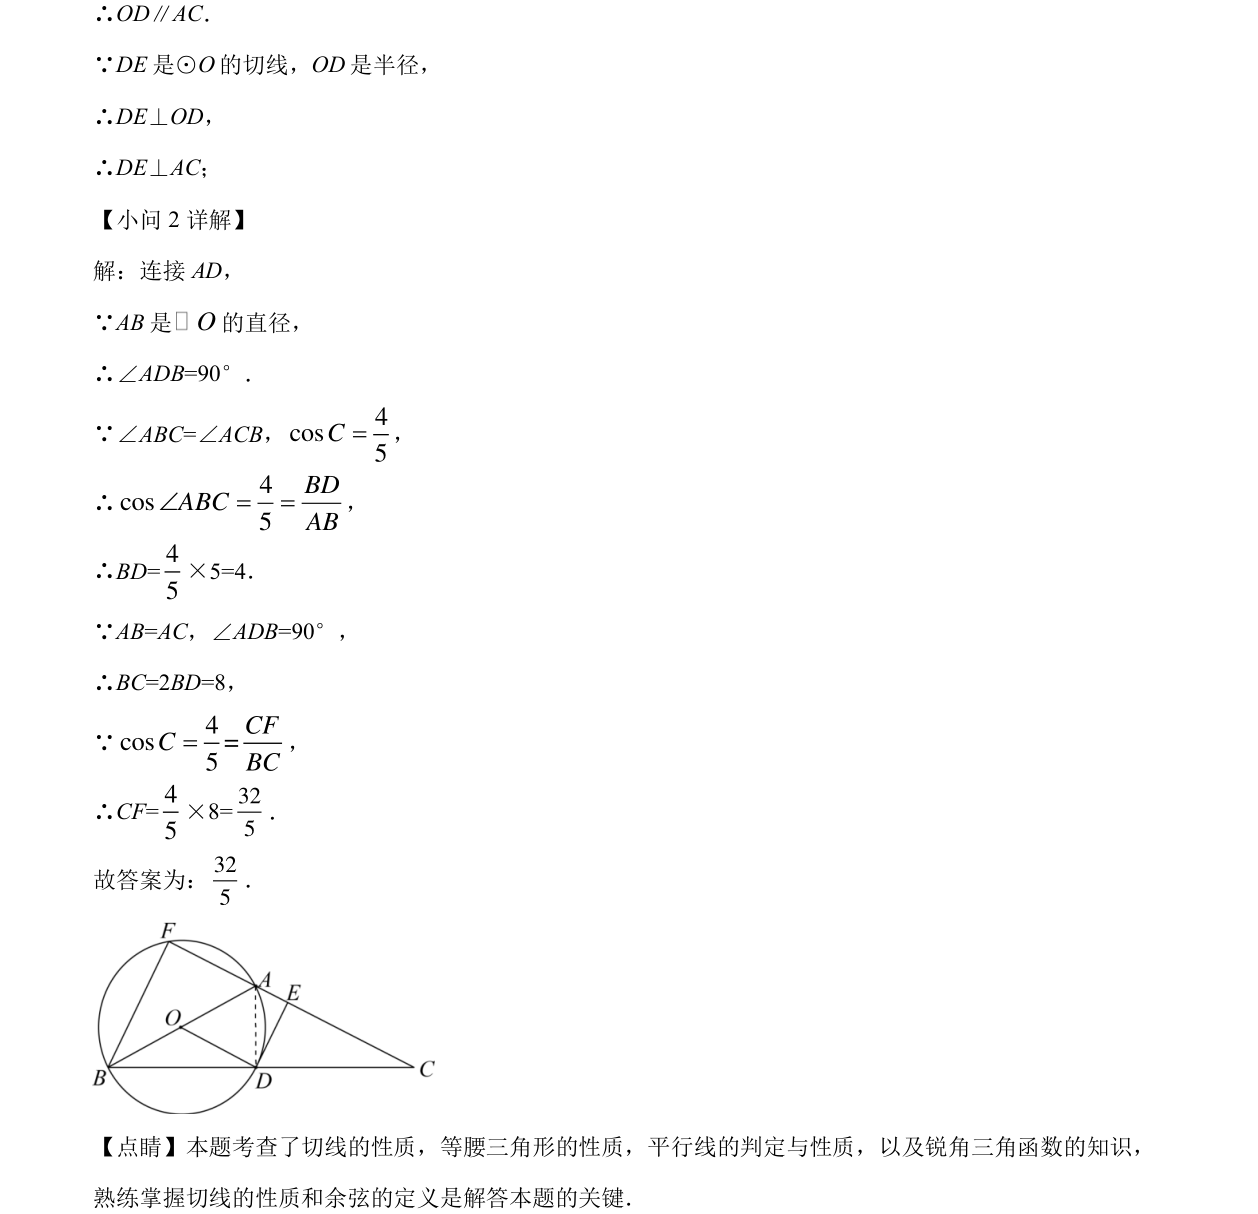 ∴OD∥AC．
∵DE是⊙O的切线，OD是半径，
∴DE⊥OD，
∴DE⊥AC；
【小问2详解】
解：连接AD，
∵AB是□ O的直径，
∴∠ADB=90°．
∵∠ABC=∠ACB，cosC=4/5，
∴cos∠ABC=4/5=BD/AB，
∴BD=4/5×5=4．
∵AB=AC，∠ADB=90°，
∴BC=2BD=8，
∵cosC=4/5=CF/BC，
∴CF=4/5×8=32/5．
故答案为：32/5．
F
A
E
O
B
D
C
【点睛】本题考查了切线的性质，等腰三角形的性质，平行线的判定与性质，以及锐角三角函数的知识，
熟练掌握切线的性质和余弦的定义是解答本题的关键．